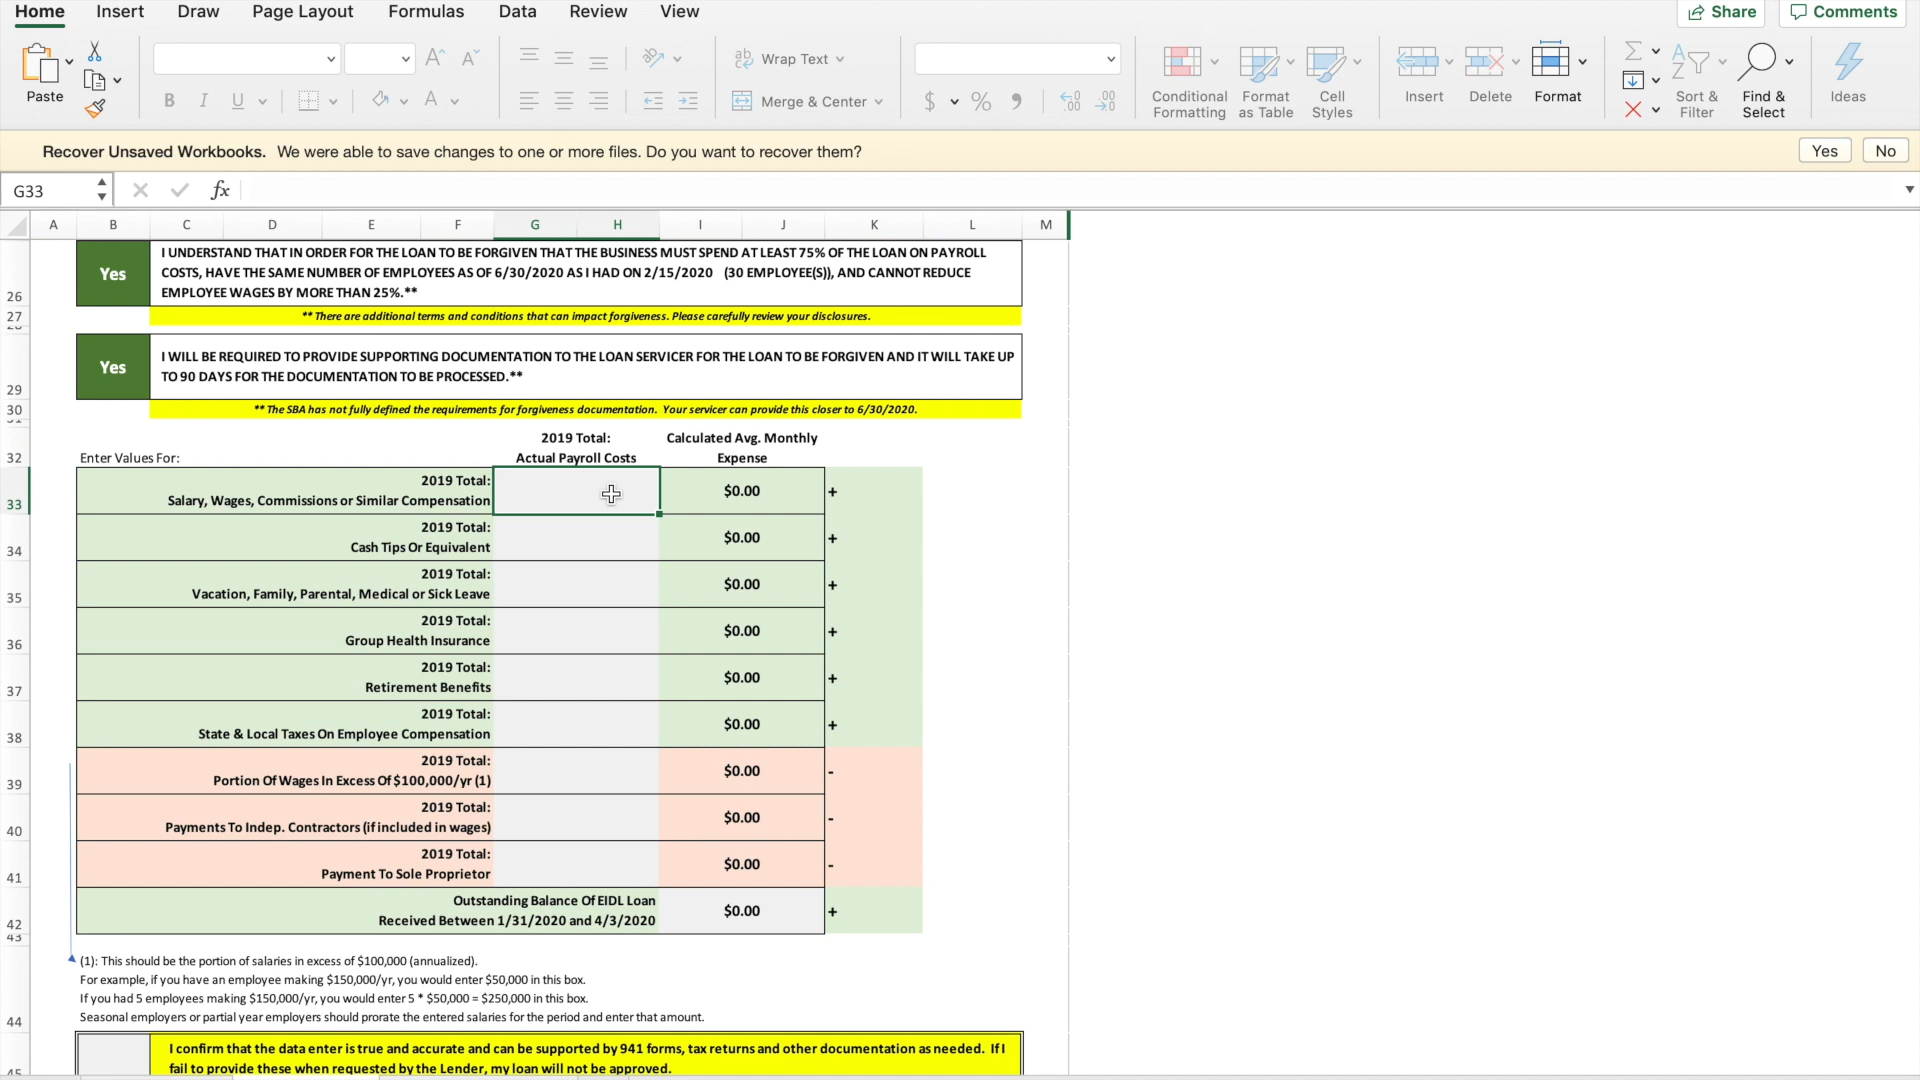 Home Insert Draw Page Layout Formulas Data Review View Share Comments
Paste
Wrap Text
B I U A Merge & Center $ %
Conditional Formatting
Format as Table
Cell Styles
Insert
Delete
Format
Sort & Filter
Find & Select
Ideas
Recover Unsaved Workbooks. We were able to save changes to one or more files. Do you want to recover them? Yes No
G33 fx
A B C D E F G H I J K L M
Yes
I UNDERSTAND THAT IN ORDER FOR THE LOAN TO BE FORGIVEN THAT THE BUSINESS MUST SPEND AT LEAST 75% OF THE LOAN ON PAYROLL
COSTS, HAVE THE SAME NUMBER OF EMPLOYEES AS OF 6/30/2020 AS I HAD ON 2/15/2020 (30 EMPLOYEE(S)), AND CANNOT REDUCE
EMPLOYEE WAGES BY MORE THAN 25%.**
26
27 ** There are additional terms and conditions that can impact forgiveness. Please carefully review your disclosures.
Yes
I WILL BE REQUIRED TO PROVIDE SUPPORTING DOCUMENTATION TO THE LOAN SERVICER FOR THE LOAN TO BE FORGIVEN AND IT WILL TAKE UP
TO 90 DAYS FOR THE DOCUMENTATION TO BE PROCESSED.**
29
30 ** The SBA has not fully defined the requirements for forgiveness documentation. Your servicer can provide this closer to 6/30/2020.
2019 Total: Calculated Avg. Monthly
32 Enter Values For: Actual Payroll Costs Expense
2019 Total:
33 Salary, Wages, Commissions or Similar Compensation $0.00 +
2019 Total:
34 Cash Tips Or Equivalent $0.00 +
2019 Total:
35 Vacation, Family, Parental, Medical or Sick Leave $0.00 +
2019 Total:
36 Group Health Insurance $0.00 +
2019 Total:
37 Retirement Benefits $0.00 +
2019 Total:
38 State & Local Taxes On Employee Compensation $0.00 +
2019 Total:
39 Portion Of Wages In Excess Of $100,000/yr (1) $0.00 -
2019 Total:
40 Payments To Indep. Contractors (if included in wages) $0.00 -
2019 Total:
41 Payment To Sole Proprietor $0.00 -
Outstanding Balance Of EIDL Loan
42 Received Between 1/31/2020 and 4/3/2020 $0.00 +
43
(1): This should be the portion of salaries in excess of $100,000 (annualized).
For example, if you have an employee making $150,000/yr, you would enter $50,000 in this box.
If you had 5 employees making $150,000/yr, you would enter 5 * $50,000 = $250,000 in this box.
44 Seasonal employers or partial year employers should prorate the entered salaries for the period and enter that amount.
I confirm that the data enter is true and accurate and can be supported by 941 forms, tax returns and other documentation as needed. If I
45 fail to provide these when requested by the Lender, my loan will not be approved.